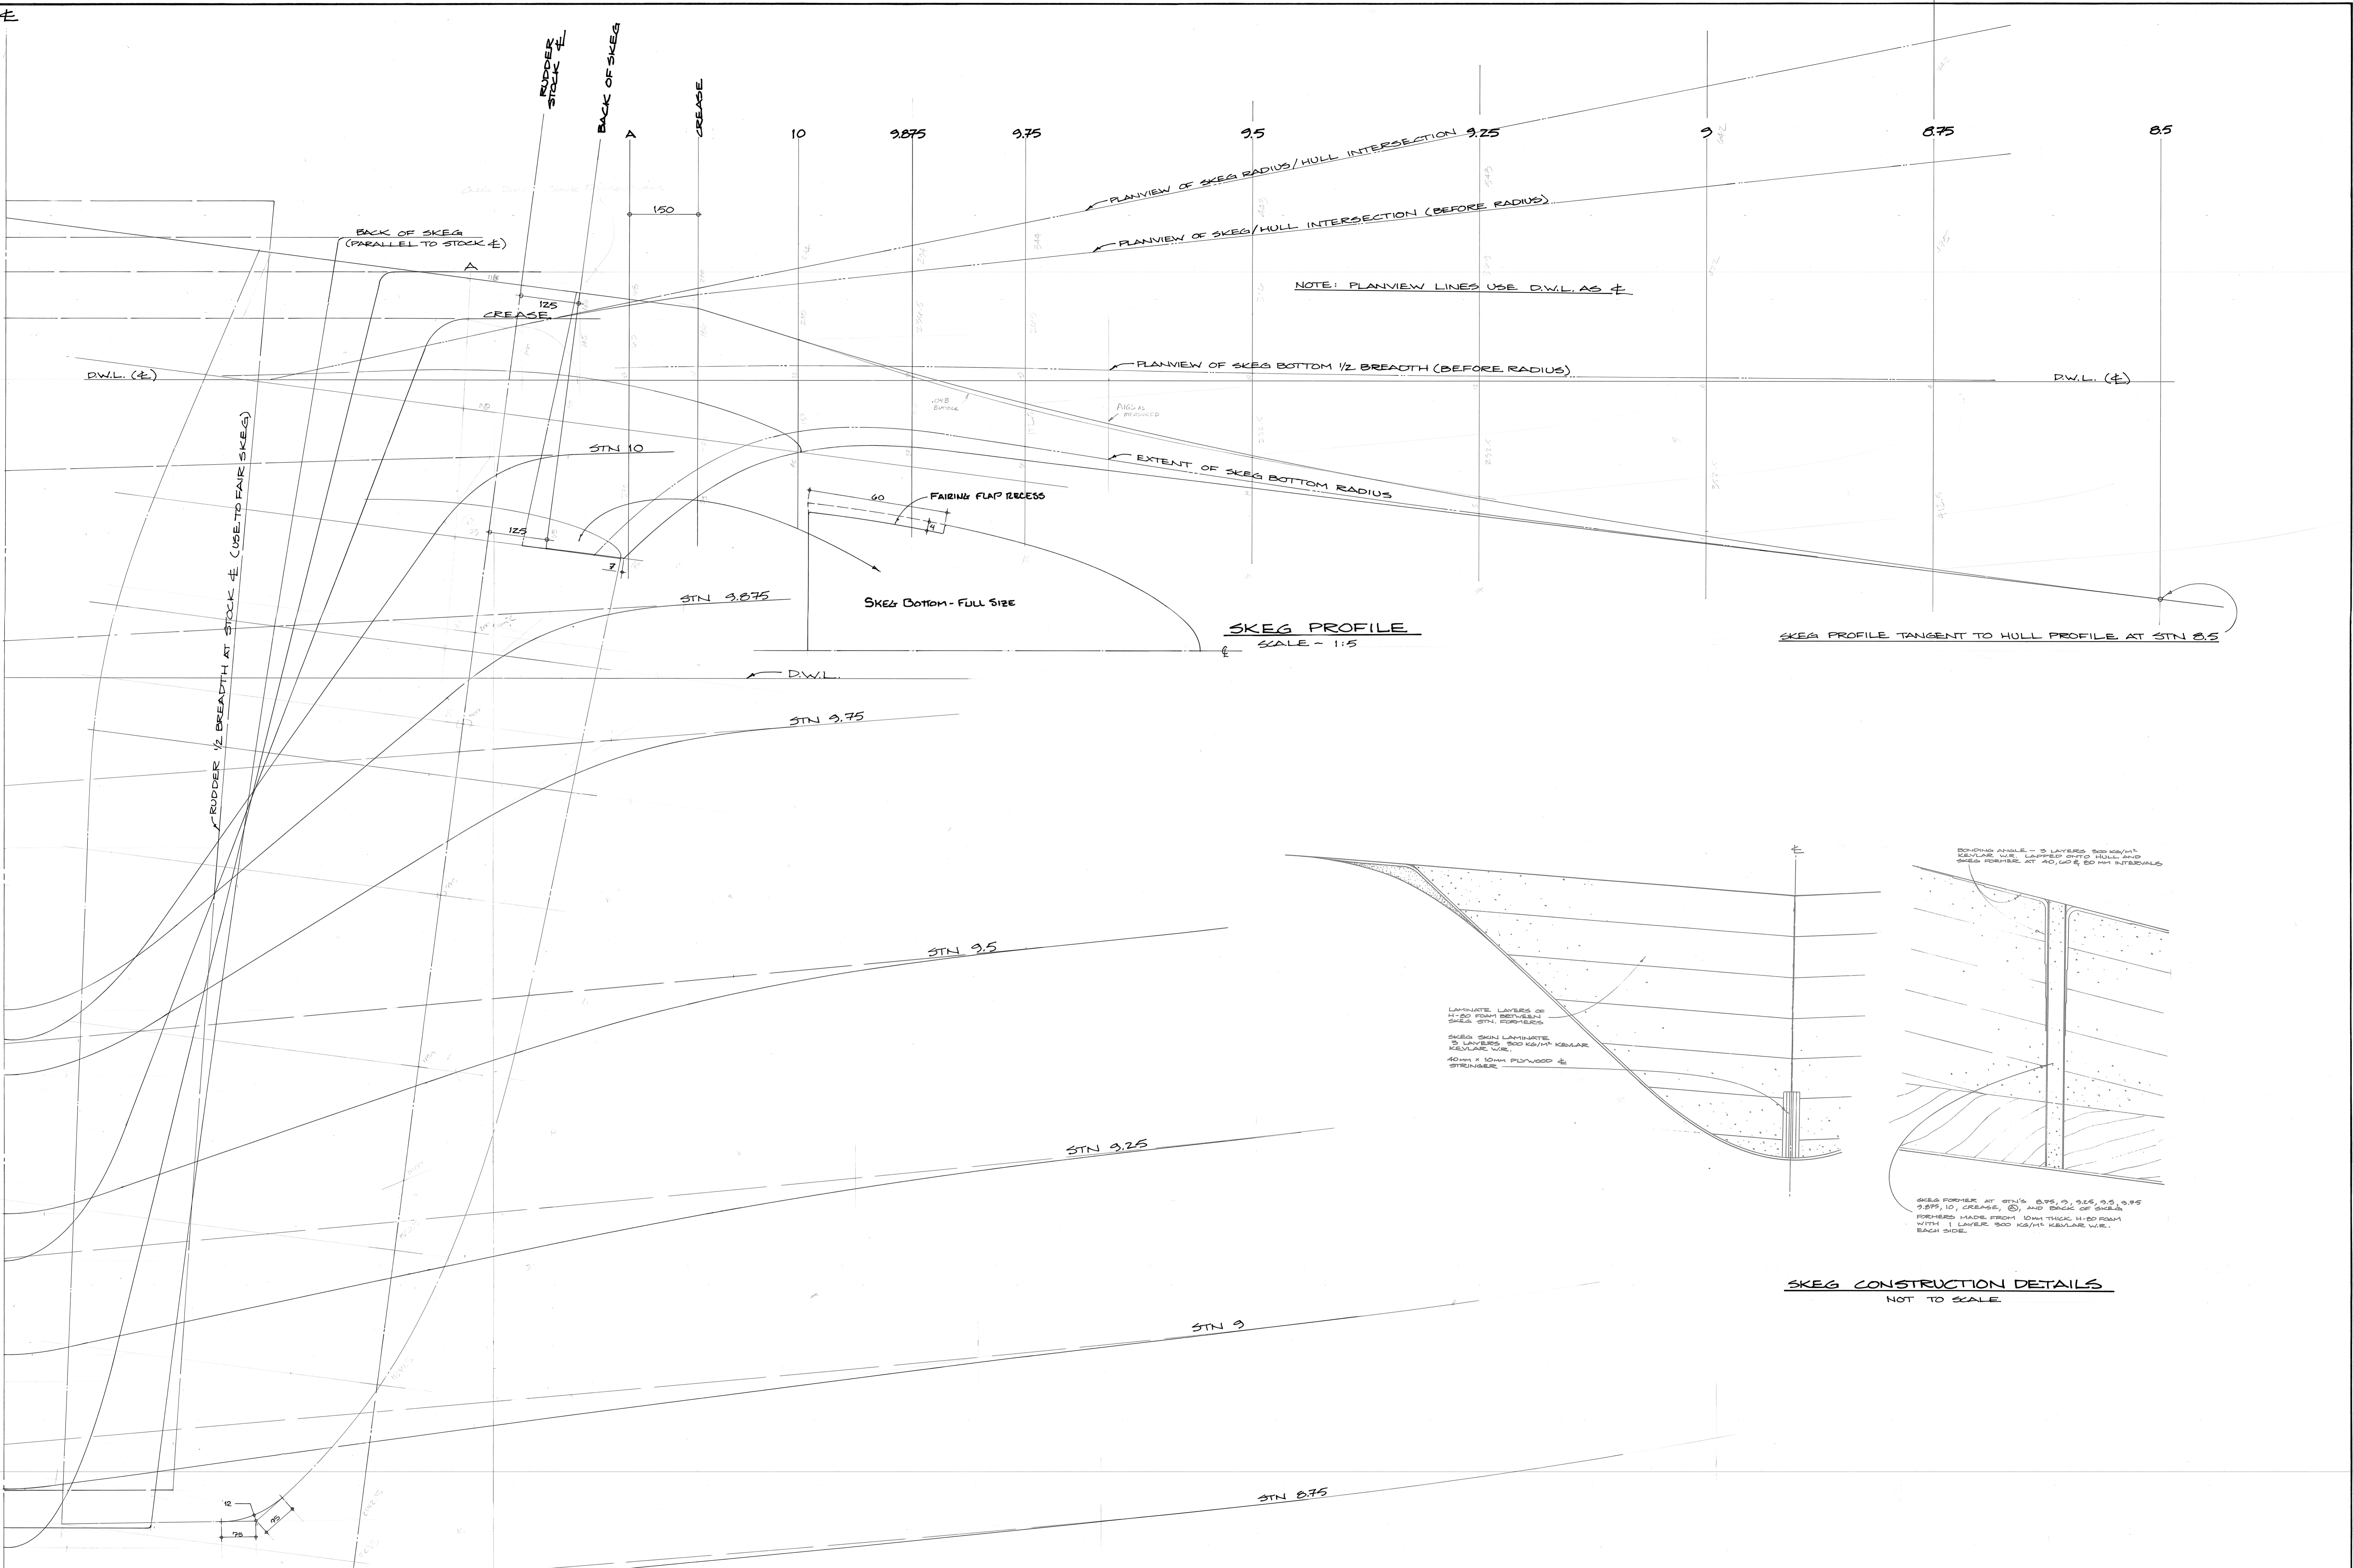 ℄
RUDDER
STOCK ℄
BACK OF SKEG
A
CREASE
10
9.875
9.75
9.5
9.25
9
8.75
8.5
PLANVIEW OF SKEG RADIUS/HULL INTERSECTION
PLANVIEW OF SKEG/HULL INTERSECTION (BEFORE RADIUS)
150
BACK OF SKEG
(PARALLEL TO STOCK ℄)
A
125
CREASE
NOTE: PLANVIEW LINES USE D.W.L. AS ℄
PLANVIEW OF SKEG BOTTOM 1/2 BREADTH (BEFORE RADIUS)
D.W.L. (℄)
D.W.L. (℄)
AS
MEASURED
STN 10
EXTENT OF SKEG BOTTOM RADIUS
60
FAIRING FLAP RECESS
4
125
7
RUDDER 1/2 BREADTH AT STOCK ℄ (USE TO FAIR SKEG)
STN 9.875
SKEG BOTTOM - FULL SIZE
SKEG PROFILE
SCALE - 1:5
℄
SKEG PROFILE TANGENT TO HULL PROFILE AT STN 8.5
D.W.L.
STN 9.75
STN 9.5
STN 9.25
STN 9
STN 8.75
℄
BONDING ANGLE - 3 LAYERS 300 KG/M²
KEVLAR W.R. LAPPED ONTO HULL AND
SKEG FORMER AT 40, 60 & 80 MM INTERVALS
LAMINATE LAYERS OF
H-80 FOAM BETWEEN
SKEG STN. FORMERS
SKEG SKIN LAMINATE
3 LAYERS 300 KG/M² KEVLAR
KEVLAR W.R.
40MM x 10MM PLYWOOD ℄
STRINGER
SKEG FORMER AT STN'S 8.75, 9, 9.25, 9.5, 9.75
9.875, 10, CREASE, Ⓐ, AND BACK OF SKEG
FORMERS MADE FROM 10MM THICK H-80 FOAM
WITH 1 LAYER 300 KG/M² KEVLAR W.R.
EACH SIDE
SKEG CONSTRUCTION DETAILS
NOT TO SCALE
12
75
75